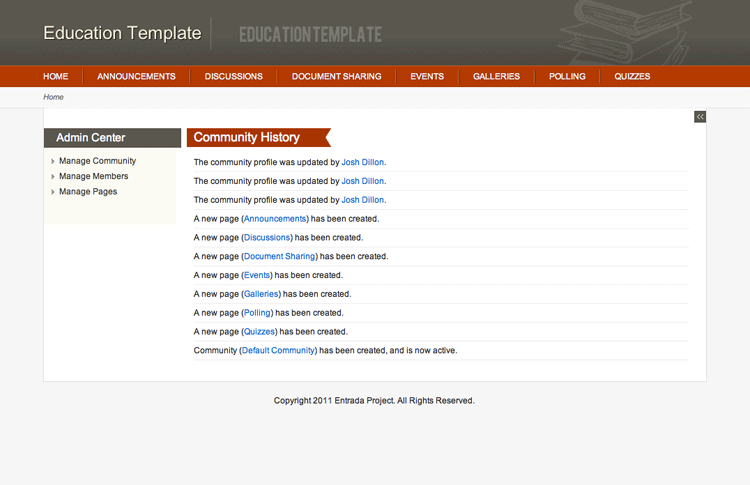 Education Template
EDUCATION TEMPLATE
HOME ANNOUNCEMENTS DISCUSSIONS DOCUMENT SHARING EVENTS GALLERIES POLLING QUIZZES
Home
<<
Admin Center
Manage Community
Manage Members
Manage Pages
Community History
The community profile was updated by Josh Dillon.
The community profile was updated by Josh Dillon.
The community profile was updated by Josh Dillon.
A new page (Announcements) has been created.
A new page (Discussions) has been created.
A new page (Document Sharing) has been created.
A new page (Events) has been created.
A new page (Galleries) has been created.
A new page (Polling) has been created.
A new page (Quizzes) has been created.
Community (Default Community) has been created, and is now active.
Copyright 2011 Entrada Project. All Rights Reserved.